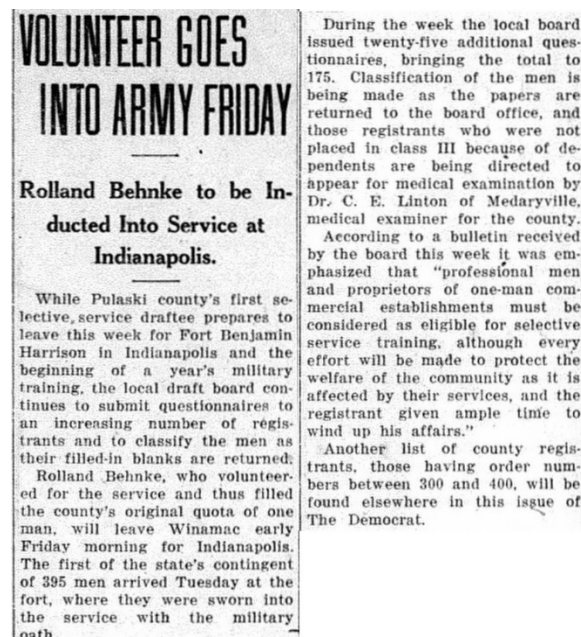 VOLUNTEER GOES
INTO ARMY FRIDAY
Rolland Behnke to be In-
ducted Into Service at
Indianapolis.
While Pulaski county's first se-
lective service draftee prepares to
leave this week for Fort Benjamin
Harrison in Indianapolis and the
beginning of a year's military
training, the local draft board con-
tinues to submit questionnaires to
an increasing number of regis-
trants and to classify the men as
their filled-in blanks are returned.
Rolland Behnke, who volunteer-
ed for the service and thus filled
the county's original quota of one
man, will leave Winamac early
Friday morning for Indianapolis.
The first of the state's contingent
of 395 men arrived Tuesday at the
fort, where they were sworn into
the service with the military
oath
During the week the local board
issued twenty-five additional ques-
tionnaires, bringing the total to
175. Classification of the men is
being made as the papers are
returned to the board office, and
those registrants who were not
placed in class III because of de-
pendents are being directed to
appear for medical examination by
Dr. C. E. Linton of Medaryville,
medical examiner for the county.
According to a bulletin received
by the board this week it was em-
phasized that "professional men
and proprietors of one-man com-
mercial establishments must be
considered as eligible for selective
service training, although every
effort will be made to protect the
welfare of the community as it is
affected by their services, and the
registrant given ample time to
wind up his affairs."
Another list of county regis-
trants, those having order num-
bers between 300 and 400, will be
found elsewhere in this issue of
The Democrat.